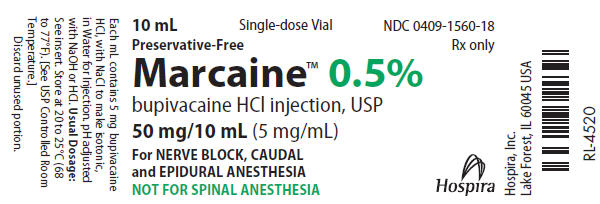 Each mL contains 5 mg bupivacaine
HCl, with NaCl to make isotonic,
in Water for Injection. pH adjusted
with NaOH or HCl. Usual Dosage:
See insert. Store at 20 to 25°C (68
to 77°F). [See USP Controlled Room
Temperature.]
Discard unused portion.
10 mL
Single-dose Vial
NDC 0409-1560-18
Preservative-Free
Rx only
Marcaine™ 0.5%
bupivacaine HCl injection, USP
50 mg/10 mL (5 mg/mL)
For NERVE BLOCK, CAUDAL
and EPIDURAL ANESTHESIA
NOT FOR SPINAL ANESTHESIA
Hospira
Hospira, Inc.
Lake Forest, IL 60045 USA
RL-4520